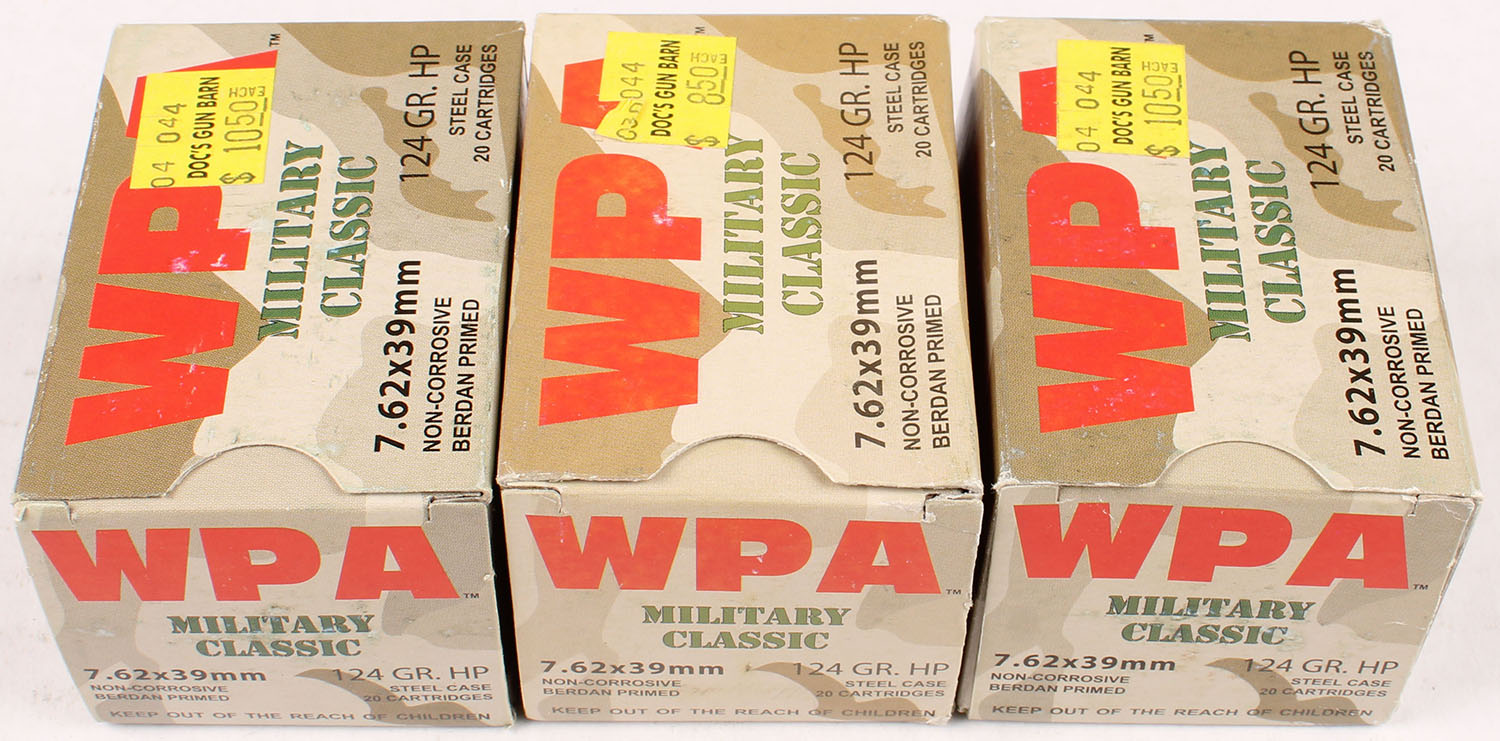 WPA
™
04 044
DOC'S GUN BARN
EACH
$ 1050
MILITARY
CLASSIC
124 GR. HP
STEEL CASE
20 CARTRIDGES
7.62x39mm
NON-CORROSIVE
BERDAN PRIMED
WPA™
MILITARY
CLASSIC
7.62x39mm
124 GR. HP
NON-CORROSIVE
STEEL CASE
BERDAN PRIMED
20 CARTRIDGES
KEEP OUT OF THE REACH OF CHILDREN
WPA
™
044
DOC'S GUN BARN
EACH
$ 850
MILITARY
CLASSIC
124 GR. HP
STEEL CASE
20 CARTRIDGES
7.62x39mm
NON-CORROSIVE
BERDAN PRIMED
WPA™
MILITARY
CLASSIC
7.62x39mm
124 GR. HP
NON-CORROSIVE
STEEL CASE
BERDAN PRIMED
20 CARTRIDGES
KEEP OUT OF THE REACH OF CHILDREN
WPA
™
04 044
DOC'S GUN BARN
EACH
$ 1050
MILITARY
CLASSIC
124 GR. HP
STEEL CASE
20 CARTRIDGES
7.62x39mm
NON-CORROSIVE
BERDAN PRIMED
WPA™
MILITARY
CLASSIC
7.62x39mm
124 GR. HP
NON-CORROSIVE
STEEL CASE
BERDAN PRIMED
20 CARTRIDGES
KEEP OUT OF THE REACH OF CHILDREN